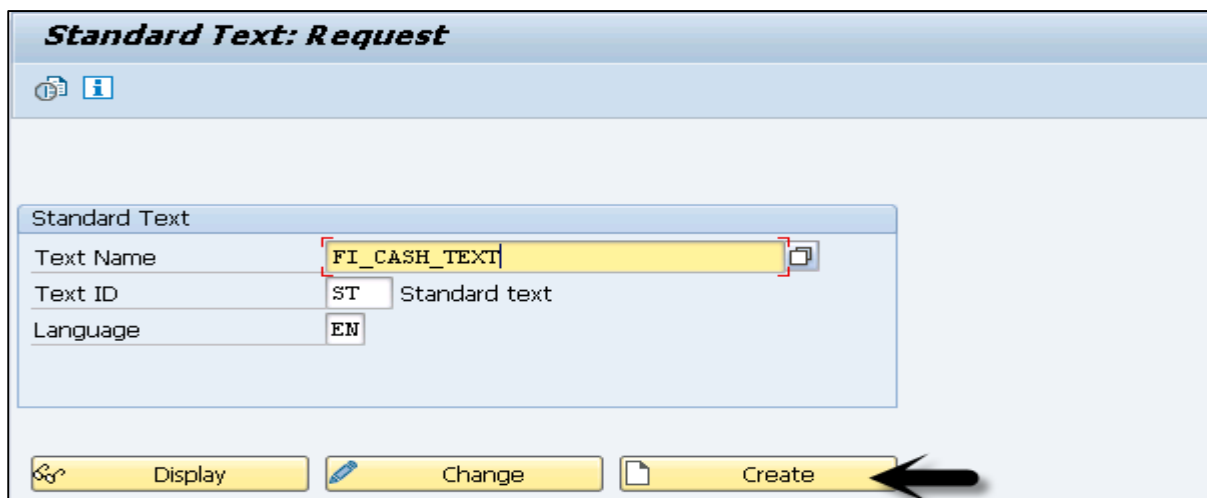 Standard Text: Request
Standard Text
Text Name FI_CASH_TEXT
Text ID ST Standard text
Language EN
Display Change Create